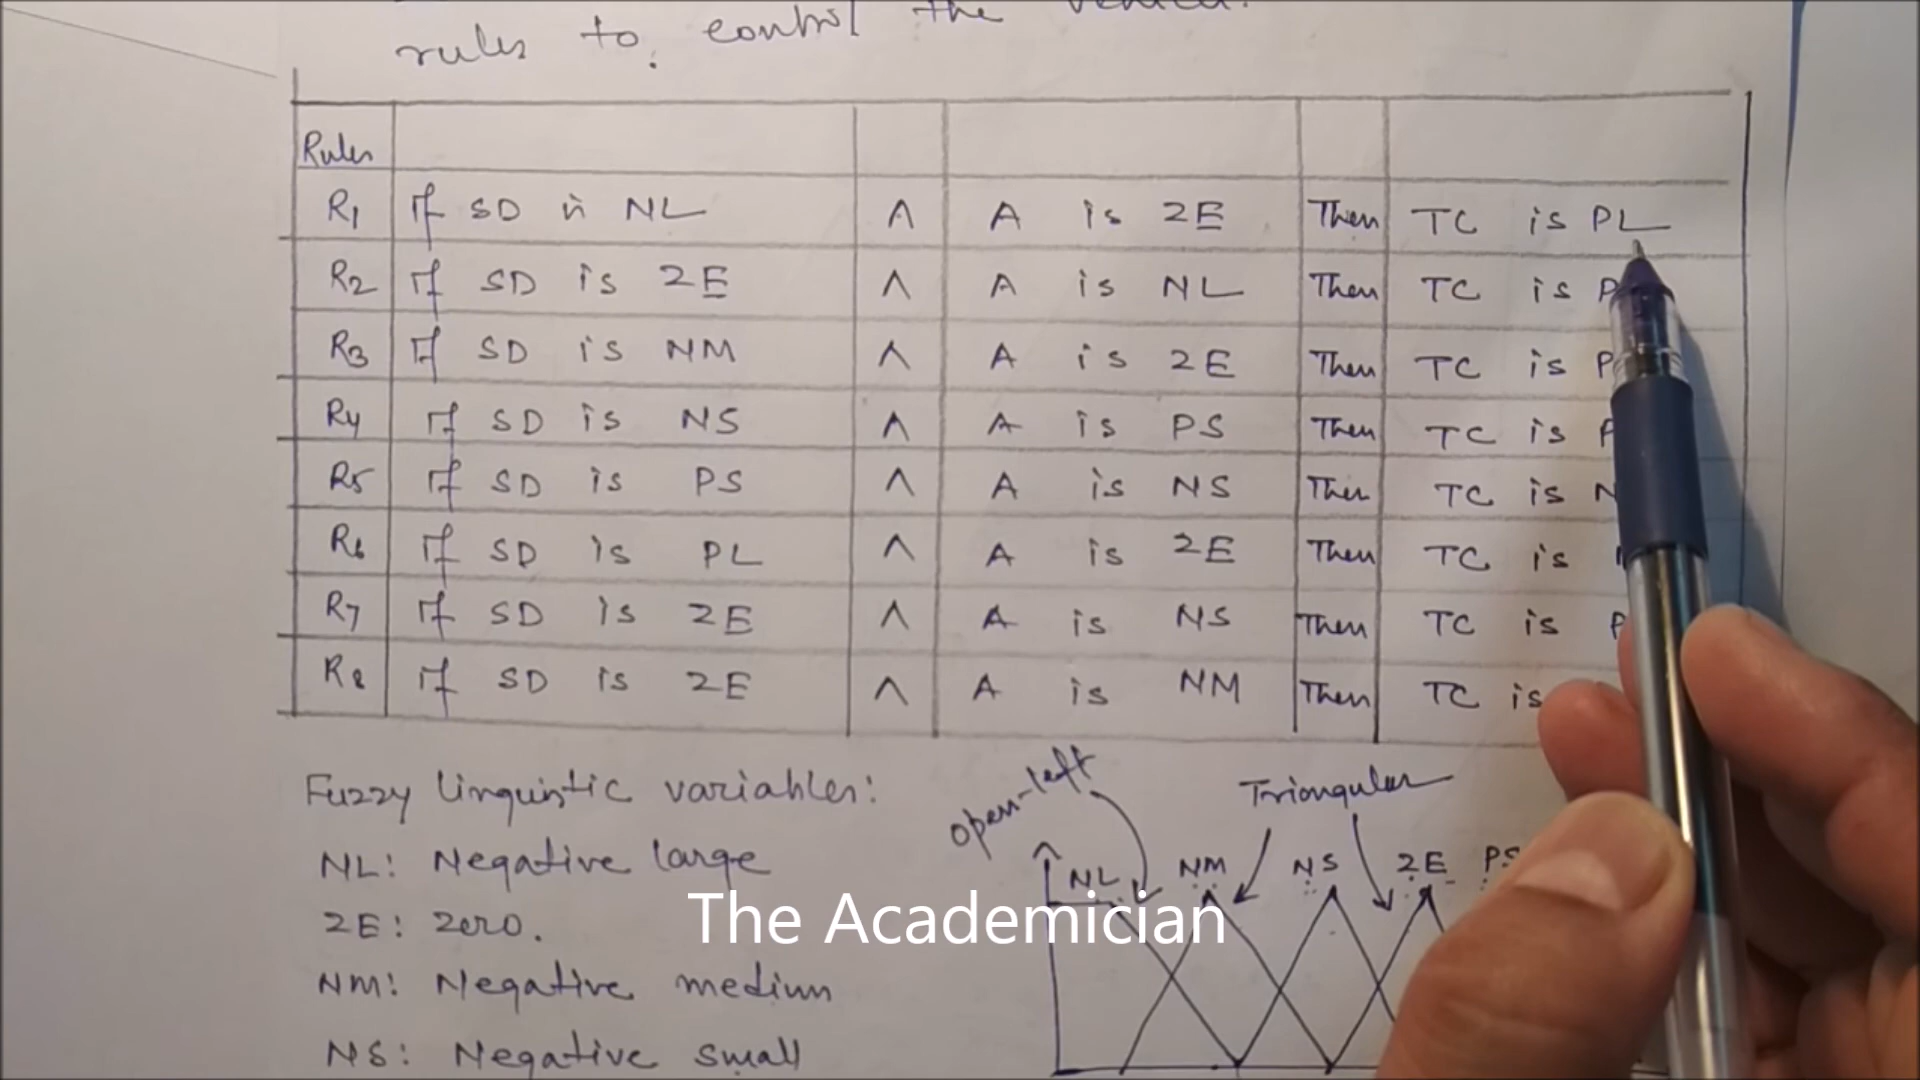 rules to control the
Rules
R1 If SD is NL ∧ A is ZE Then TC is PL
R2 If SD is ZE ∧ A is NL Then TC is
R3 If SD is NM ∧ A is ZE Then TC is
R4 If SD is NS ∧ A is PS Then TC is
R5 If SD is PS ∧ A is NS Then TC is
R6 If SD is PL ∧ A is ZE Then TC is
R7 If SD is ZE ∧ A is NS Then TC is
R8 If SD is ZE ∧ A is NM Then TC is
Fuzzy linguistic variables:
NL: Negative large
ZE: Zero.
NM: Negative medium
NS: Negative small
open-left
Triangular
NL NM NS ZE PS
The Academician